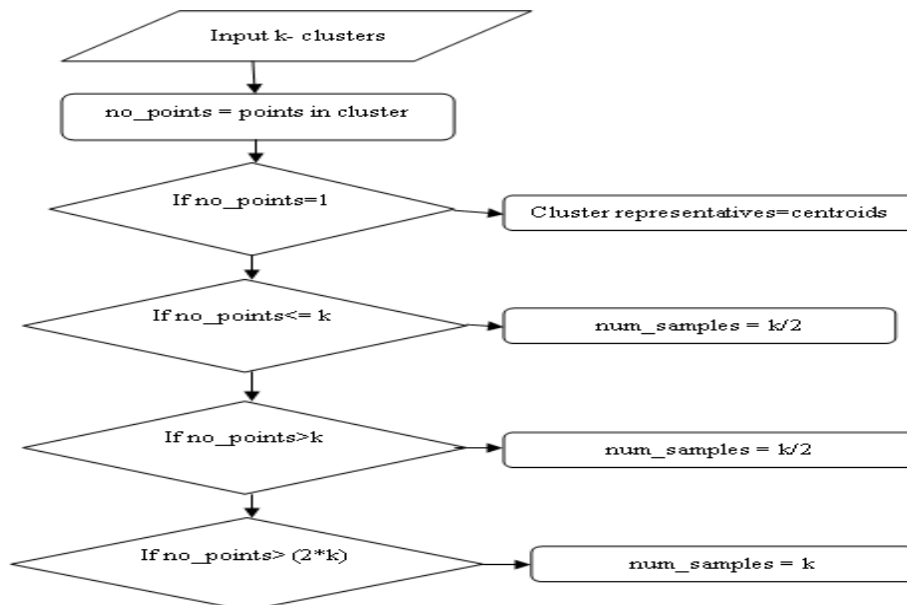 Input k- clusters
no_points = points in cluster
If no_points=1
Cluster representatives=centroids
If no_points<= k
num_samples = k/2
If no_points>k
num_samples = k/2
If no_points> (2*k)
num_samples = k